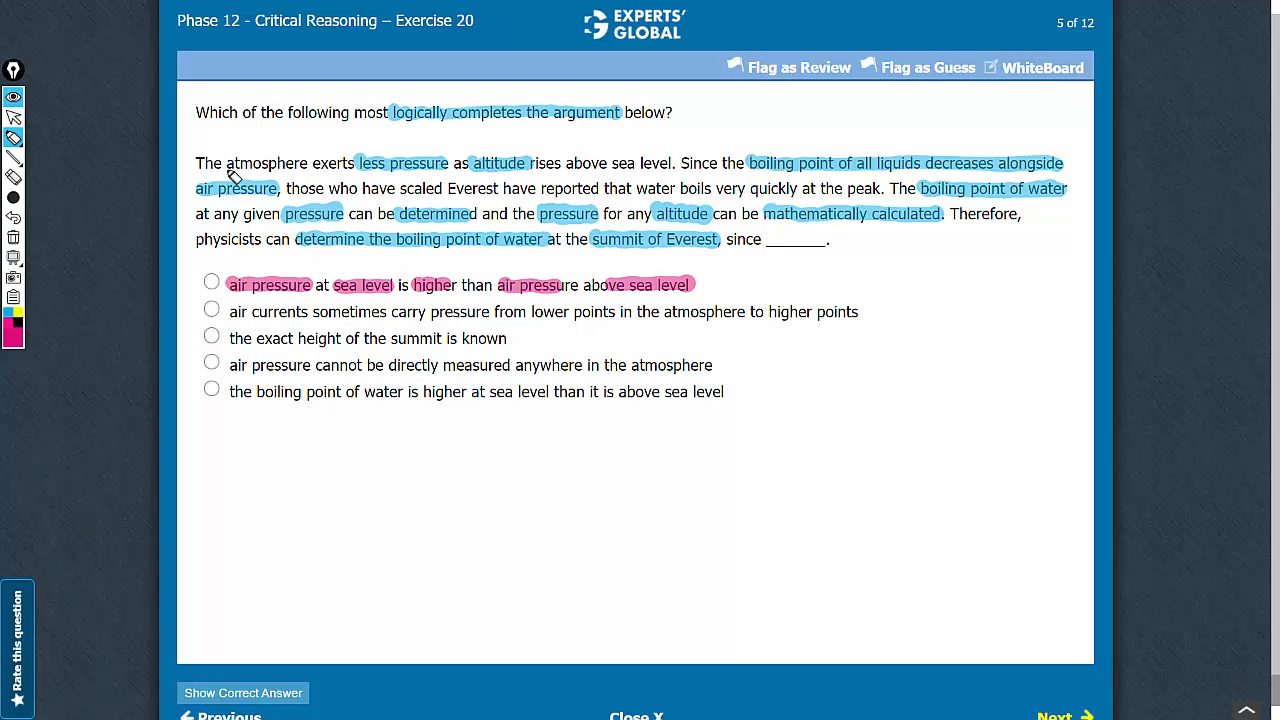 Phase 12 - Critical Reasoning – Exercise 20
EXPERTS'
GLOBAL
5 of 12
Flag as Review
Flag as Guess
WhiteBoard
Which of the following most logically completes the argument below?
The atmosphere exerts less pressure as altitude rises above sea level. Since the boiling point of all liquids decreases alongside
air pressure, those who have scaled Everest have reported that water boils very quickly at the peak. The boiling point of water
at any given pressure can be determined and the pressure for any altitude can be mathematically calculated. Therefore,
physicists can determine the boiling point of water at the summit of Everest, since _______.
air pressure at sea level is higher than air pressure above sea level
air currents sometimes carry pressure from lower points in the atmosphere to higher points
the exact height of the summit is known
air pressure cannot be directly measured anywhere in the atmosphere
the boiling point of water is higher at sea level than it is above sea level
Rate this question
Show Correct Answer
Previous
Close X
Next